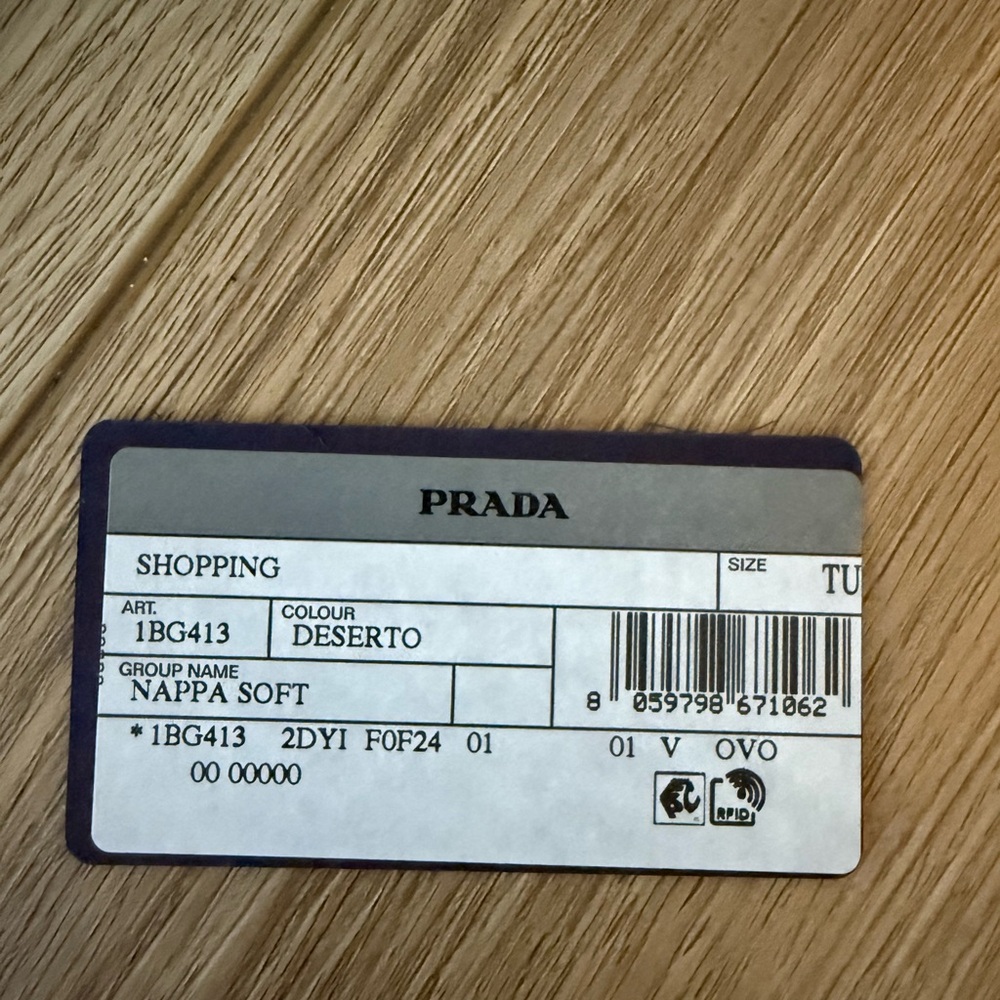 PRADA
SHOPPING
SIZE
TU
ART.
1BG413
COLOUR
DESERTO
GROUP NAME
NAPPA SOFT
8 059798 671062
*1BG413 2DYI F0F24 01 01 V OVO
00 00000
RFID